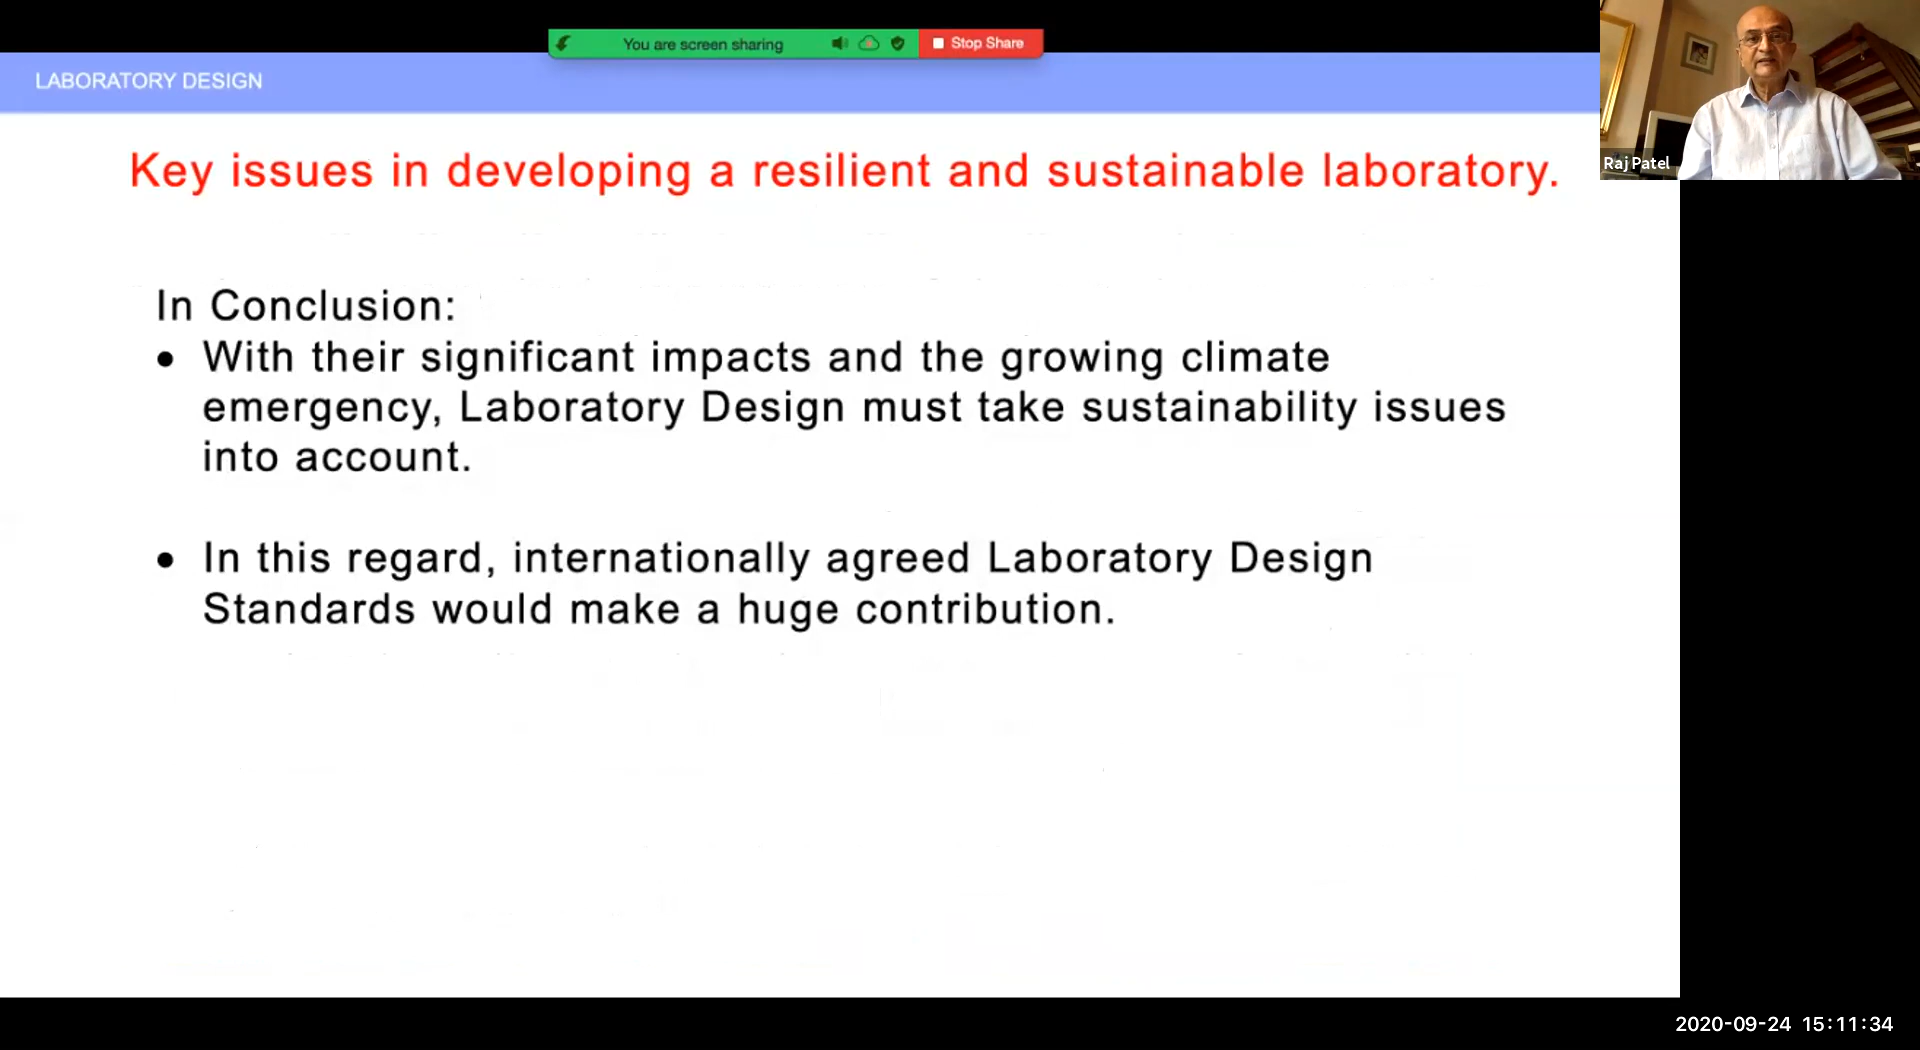 You are screen sharing
Stop Share
LABORATORY DESIGN
Raj Patel
Key issues in developing a resilient and sustainable laboratory.
In Conclusion:
• With their significant impacts and the growing climate
emergency, Laboratory Design must take sustainability issues
into account.
• In this regard, internationally agreed Laboratory Design
Standards would make a huge contribution.
2020-09-24 15:11:34